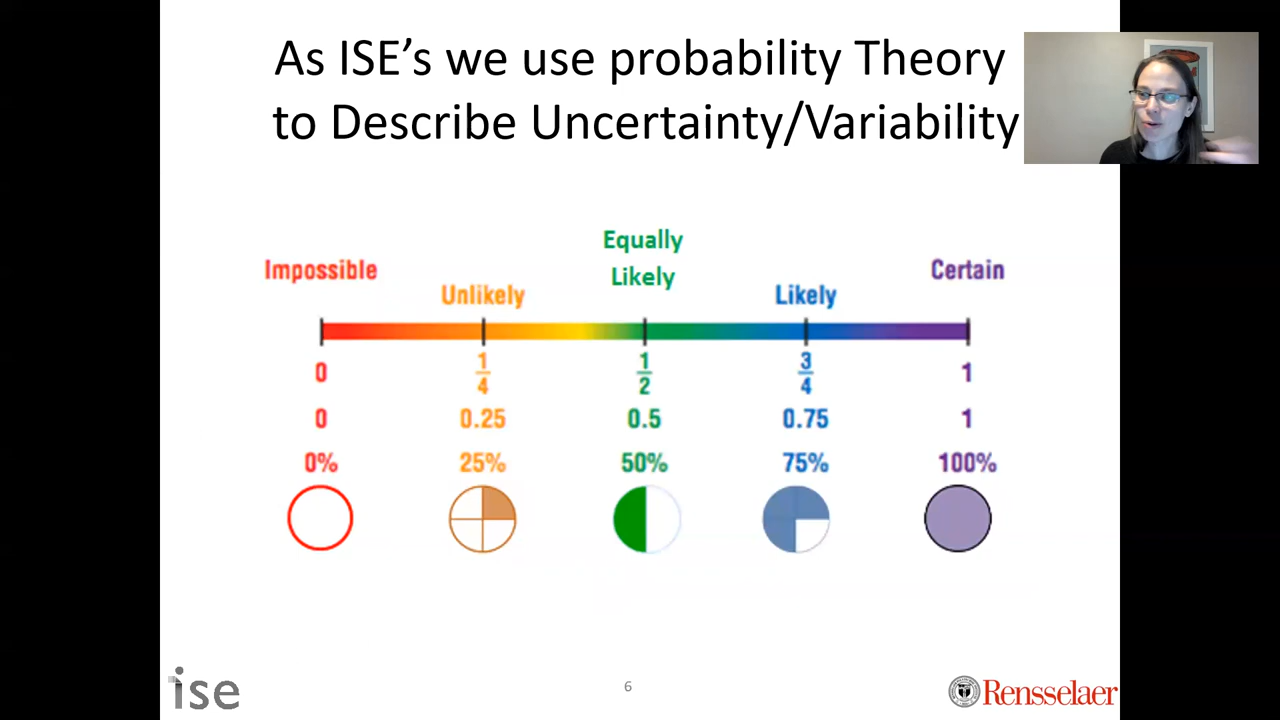 As ISE’s we use probability Theory
to Describe Uncertainty/Variability
Equally
Likely
Impossible
Certain
Unlikely
Likely
0
1
4
1
2
3
4
1
0
0.25
0.5
0.75
1
0%
25%
50%
75%
100%
ise
6
Rensselaer